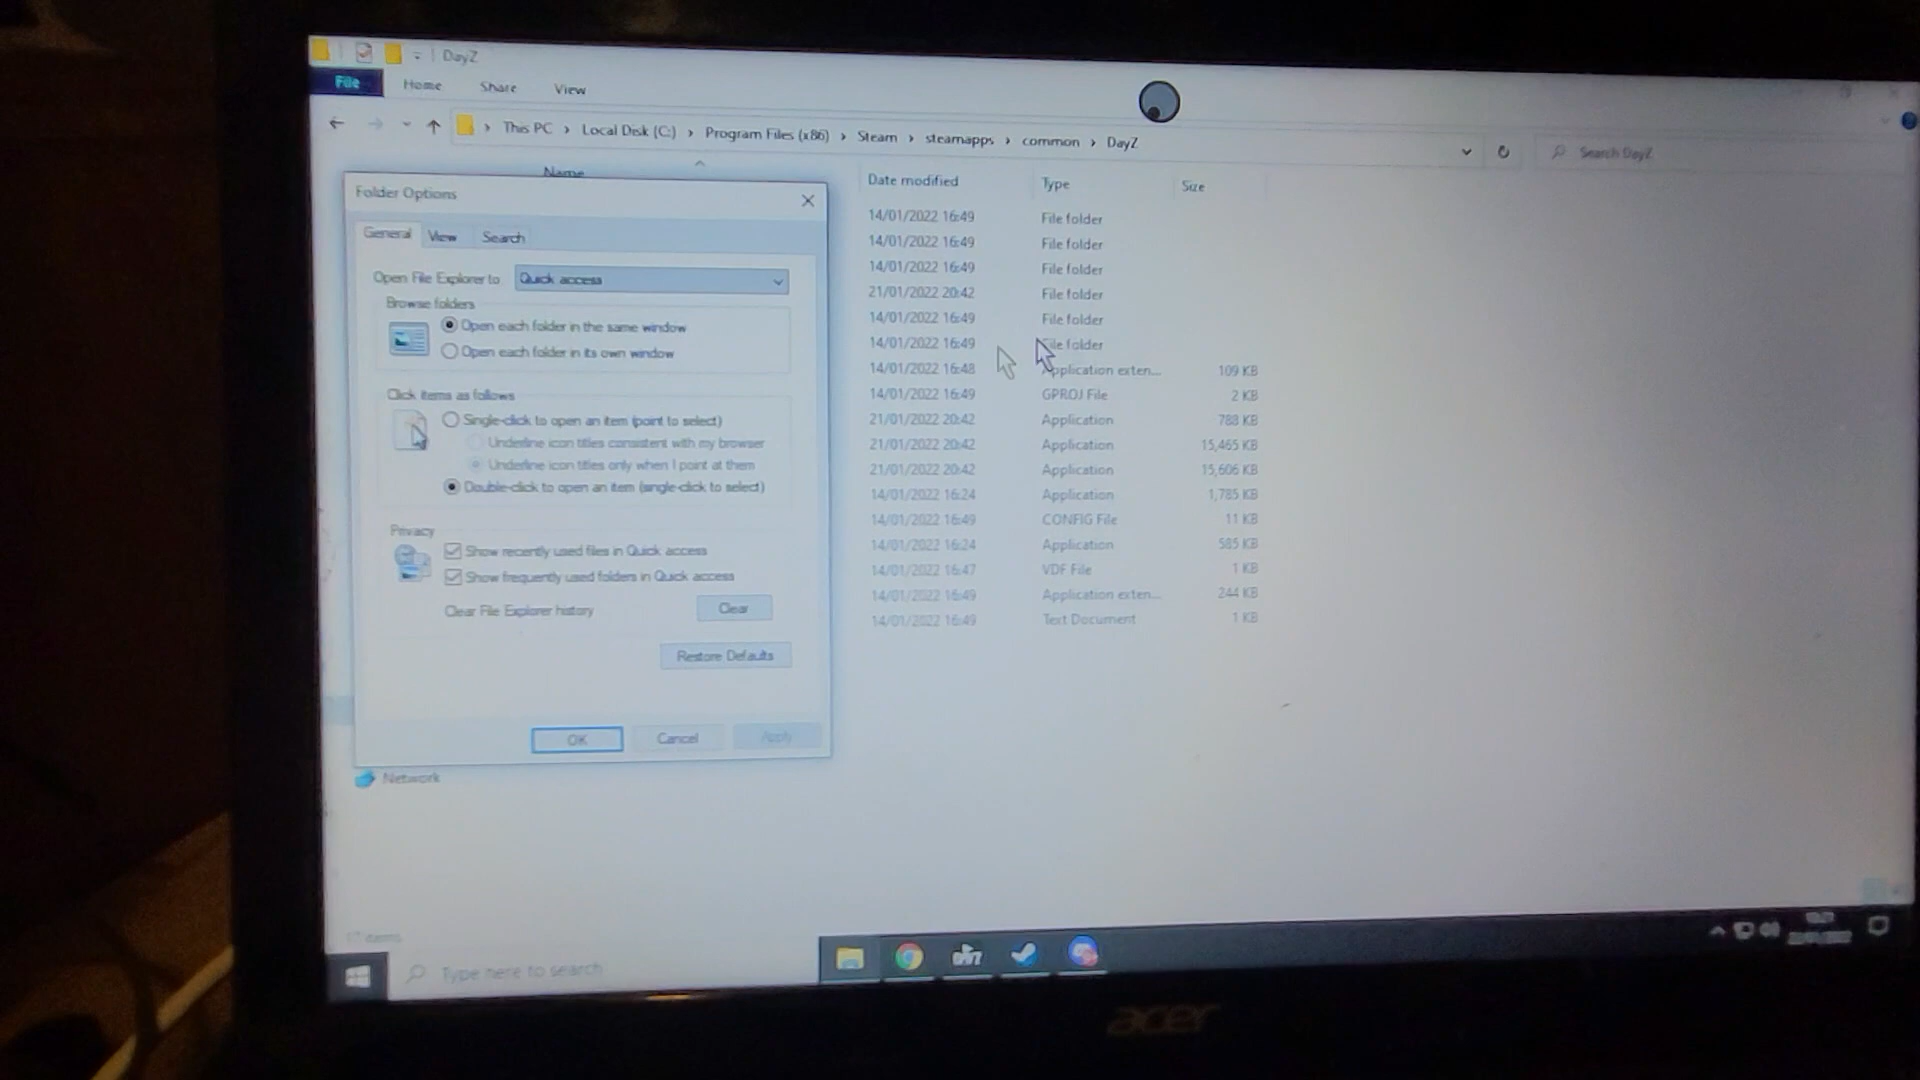 DayZ
File Home Share View
This PC › Local Disk (C:) › Program Files (x86) › Steam › steamapps › common › DayZ
Search DayZ
Name Date modified Type Size
Folder Options
General View Search
Open File Explorer to: Quick access
Browse folders
Open each folder in the same window
Open each folder in its own window
Click items as follows
Single-click to open an item (point to select)
Underline icon titles consistent with my browser
Underline icon titles only when I point at them
Double-click to open an item (single-click to select)
Privacy
Show recently used files in Quick access
Show frequently used folders in Quick access
Clear File Explorer history Clear
Restore Defaults
OK Cancel Apply
14/01/2022 16:49 File folder
14/01/2022 16:49 File folder
14/01/2022 16:49 File folder
21/01/2022 20:42 File folder
14/01/2022 16:49 File folder
14/01/2022 16:49 File folder
14/01/2022 16:48 Application exten... 109 KB
14/01/2022 16:49 GPROJ File 2 KB
21/01/2022 20:42 Application 788 KB
21/01/2022 20:42 Application 15,465 KB
21/01/2022 20:42 Application 15,606 KB
14/01/2022 16:24 Application 1,785 KB
14/01/2022 16:49 CONFIG File 11 KB
14/01/2022 16:24 Application 585 KB
14/01/2022 16:47 VDF File 1 KB
14/01/2022 16:49 Application exten... 244 KB
14/01/2022 16:49 Text Document 1 KB
Network
17 items
Type here to search
acer